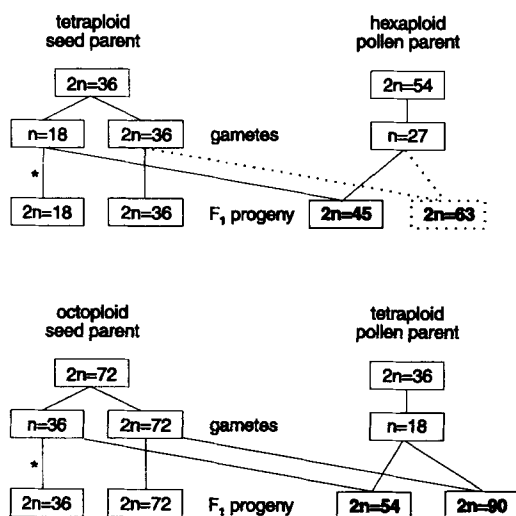 tetraploid hexaploid
seed parent pollen parent
2n=36 2n=54
n=18 2n=36 gametes n=27
*
2n=18 2n=36 F1 progeny 2n=45 2n=63
octoploid tetraploid
seed parent pollen parent
2n=72 2n=36
n=36 2n=72 gametes n=18
*
2n=36 2n=72 F1 progeny 2n=54 2n=90